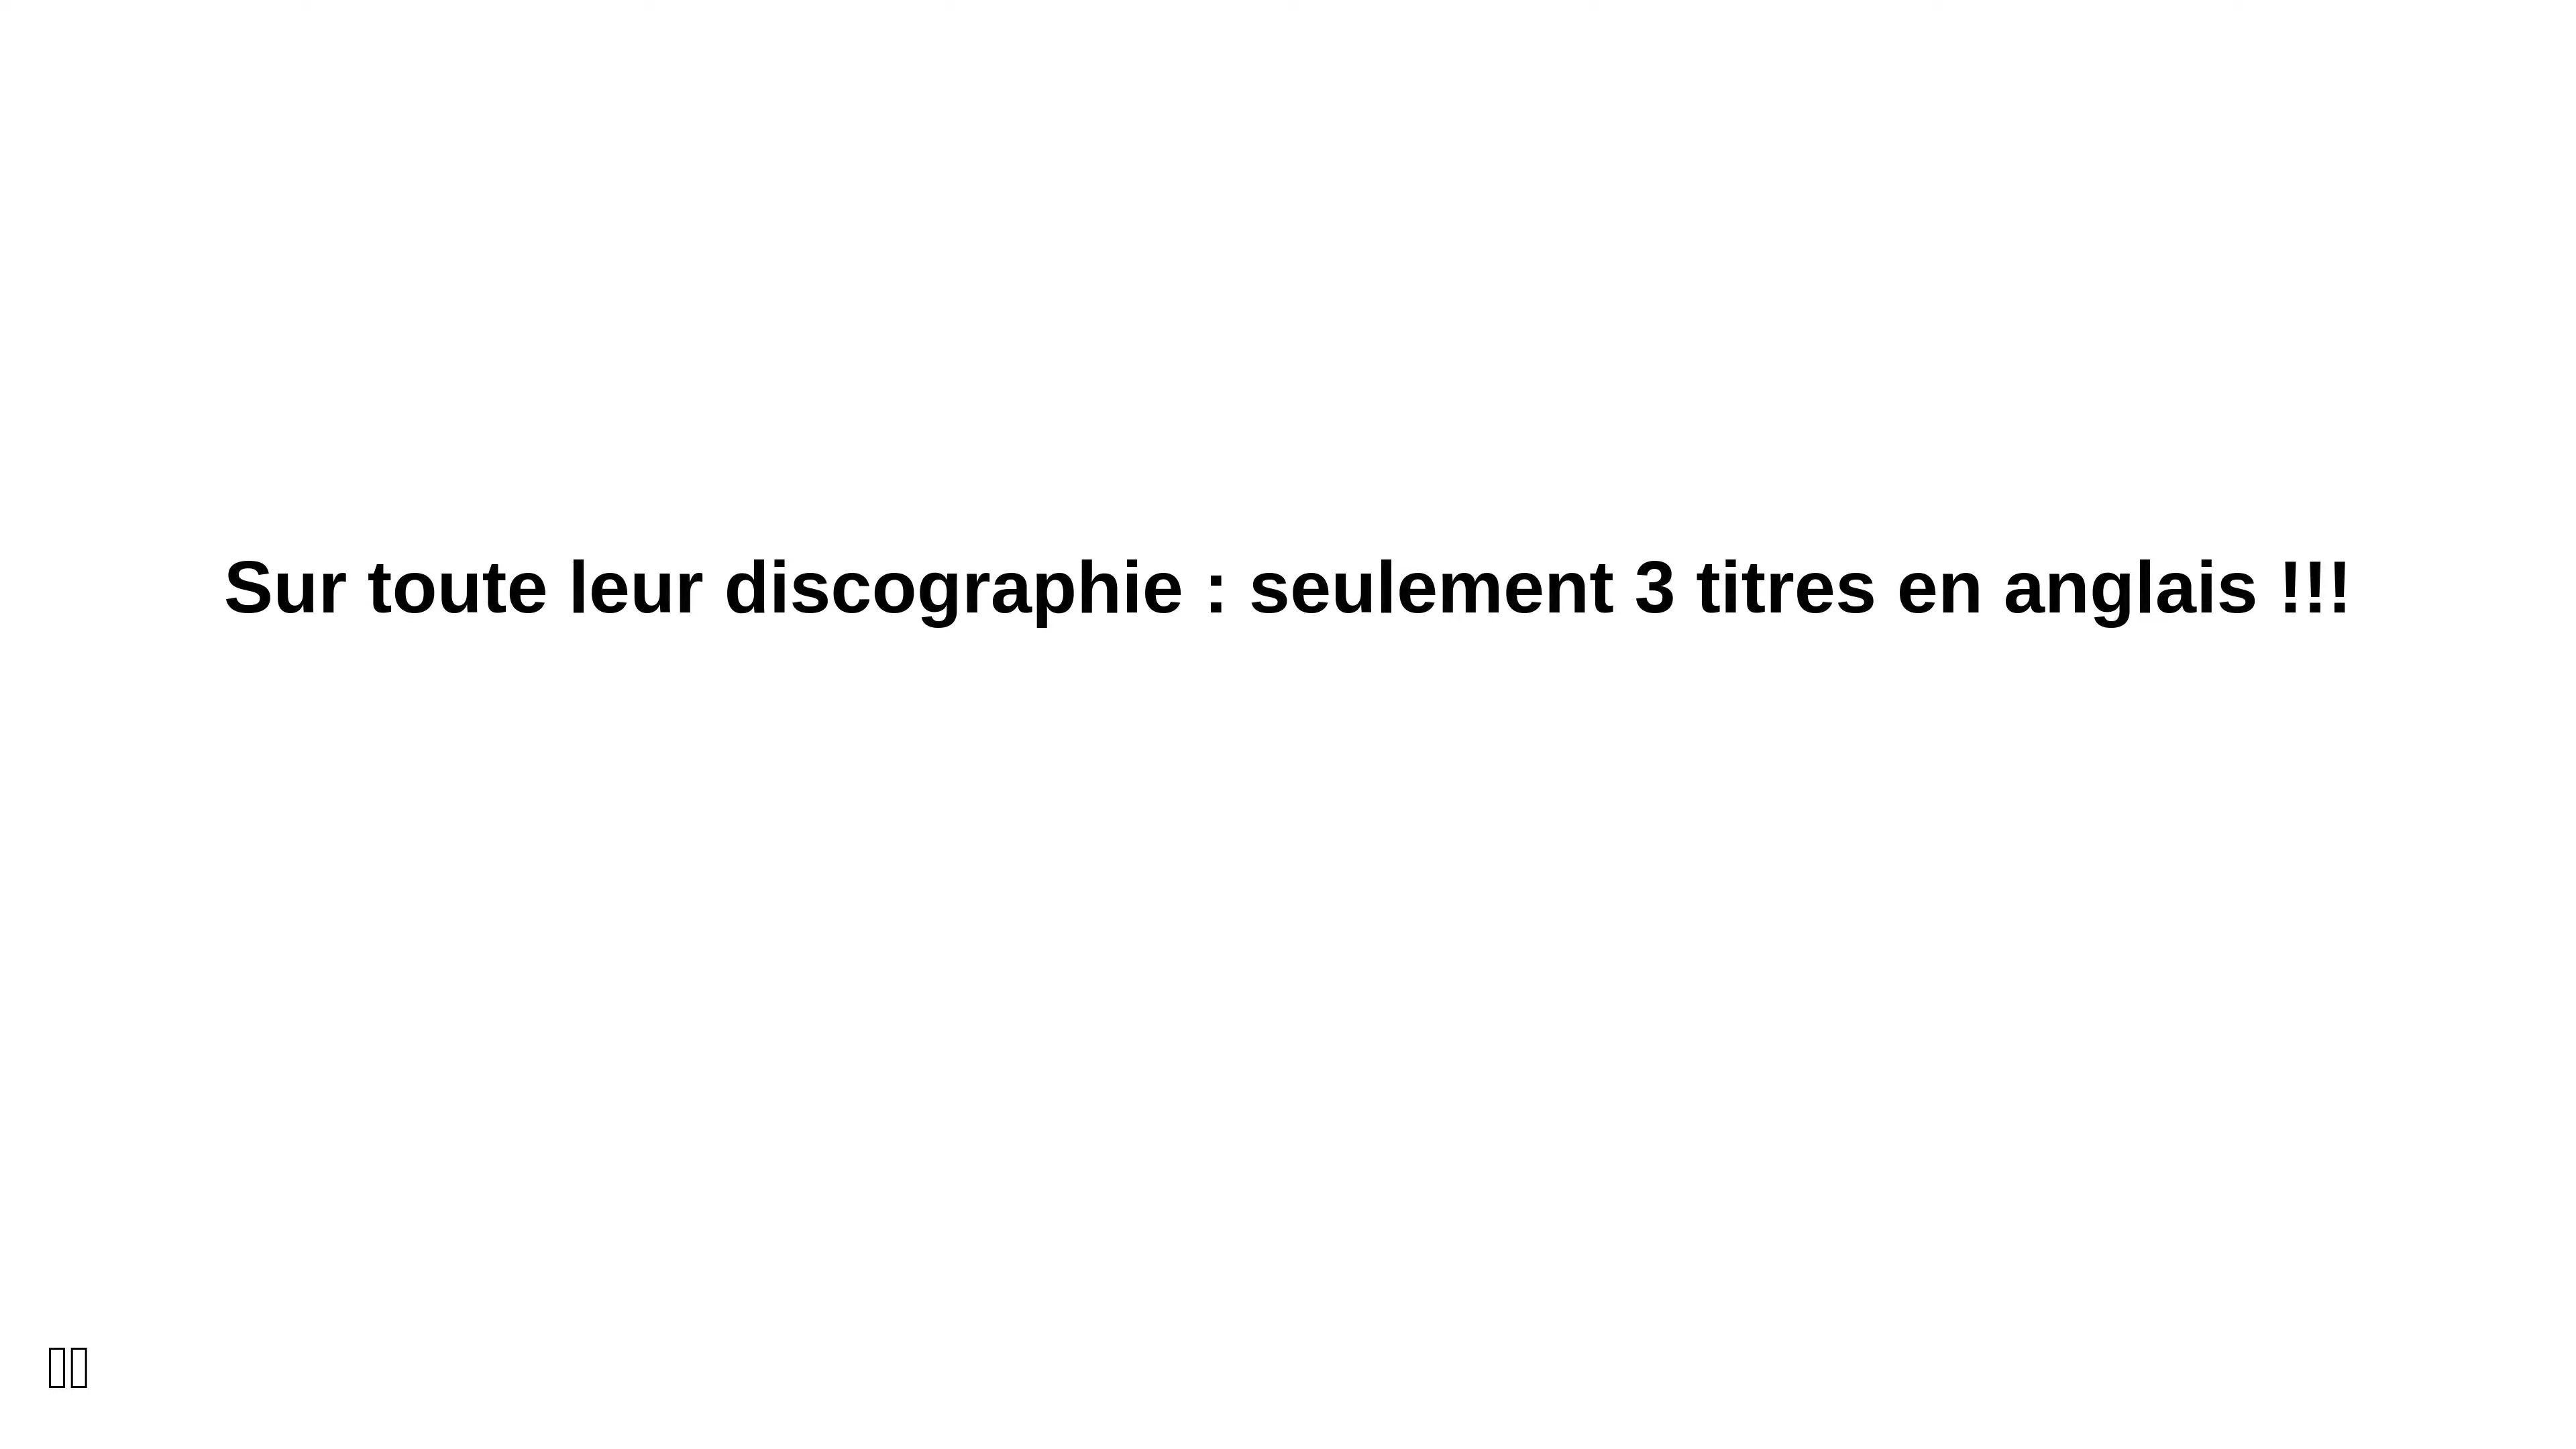 Sur toute leur discographie : seulement 3 titres en anglais !!!